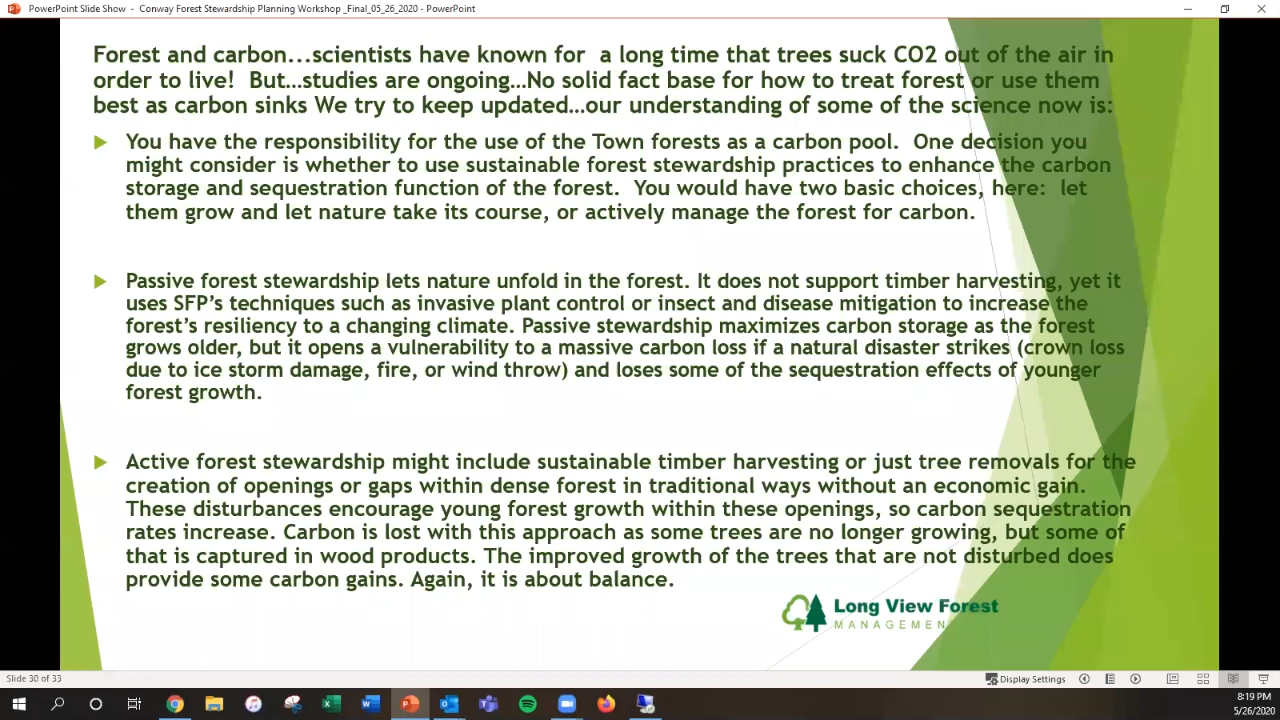 PowerPoint Slide Show - Conway Forest Stewardship Planning Workshop _Final_05_26_2020 - PowerPoint
Forest and carbon...scientists have known for a long time that trees suck CO2 out of the air in
order to live! But…studies are ongoing…No solid fact base for how to treat forest or use them
best as carbon sinks We try to keep updated…our understanding of some of the science now is:
You have the responsibility for the use of the Town forests as a carbon pool. One decision you
might consider is whether to use sustainable forest stewardship practices to enhance the carbon
storage and sequestration function of the forest. You would have two basic choices, here: let
them grow and let nature take its course, or actively manage the forest for carbon.
Passive forest stewardship lets nature unfold in the forest. It does not support timber harvesting, yet it
uses SFP's techniques such as invasive plant control or insect and disease mitigation to increase the
forest's resiliency to a changing climate. Passive stewardship maximizes carbon storage as the forest
grows older, but it opens a vulnerability to a massive carbon loss if a natural disaster strikes (crown loss
due to ice storm damage, fire, or wind throw) and loses some of the sequestration effects of younger
forest growth.
Active forest stewardship might include sustainable timber harvesting or just tree removals for the
creation of openings or gaps within dense forest in traditional ways without an economic gain.
These disturbances encourage young forest growth within these openings, so carbon sequestration
rates increase. Carbon is lost with this approach as some trees are no longer growing, but some of
that is captured in wood products. The improved growth of the trees that are not disturbed does
provide some carbon gains. Again, it is about balance.
Long View Forest
MANAGEMEN
Slide 30 of 33
Display Settings
8:19 PM
5/26/2020